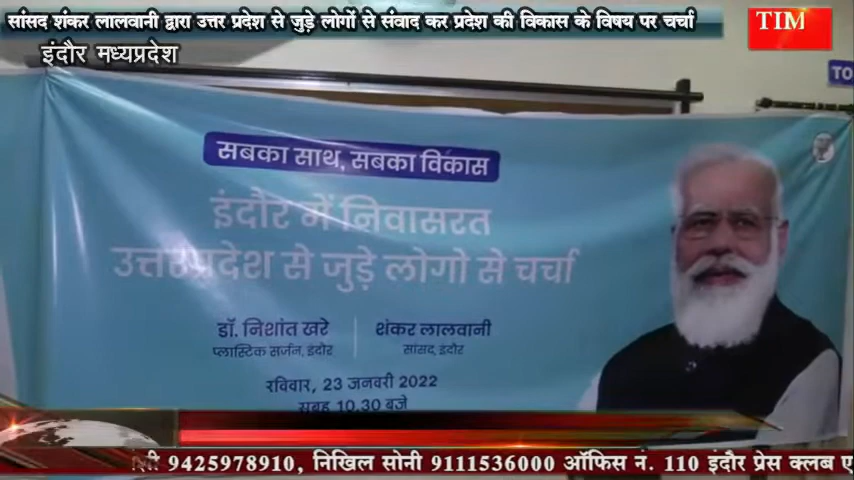 सांसद शंकर लालवानी द्वारा उत्तर प्रदेश से जुड़े लोगों से संवाद कर प्रदेश की विकास के विषय पर चर्चा
TIM
इंदौर मध्यप्रदेश
TO
सबका साथ, सबका विकास
इंदौर में निवासरत
उत्तरप्रदेश से जुड़े लोगो से चर्चा
डॉ. निशांत खरे
प्लास्टिक सर्जन, इंदौर
शंकर लालवानी
सांसद, इंदौर
रविवार, 23 जनवरी 2022
सुबह 10.30 बजे
9425978910, निखिल सोनी 9111536000 ऑफिस नं. 110 इंदौर प्रेस क्लब ए